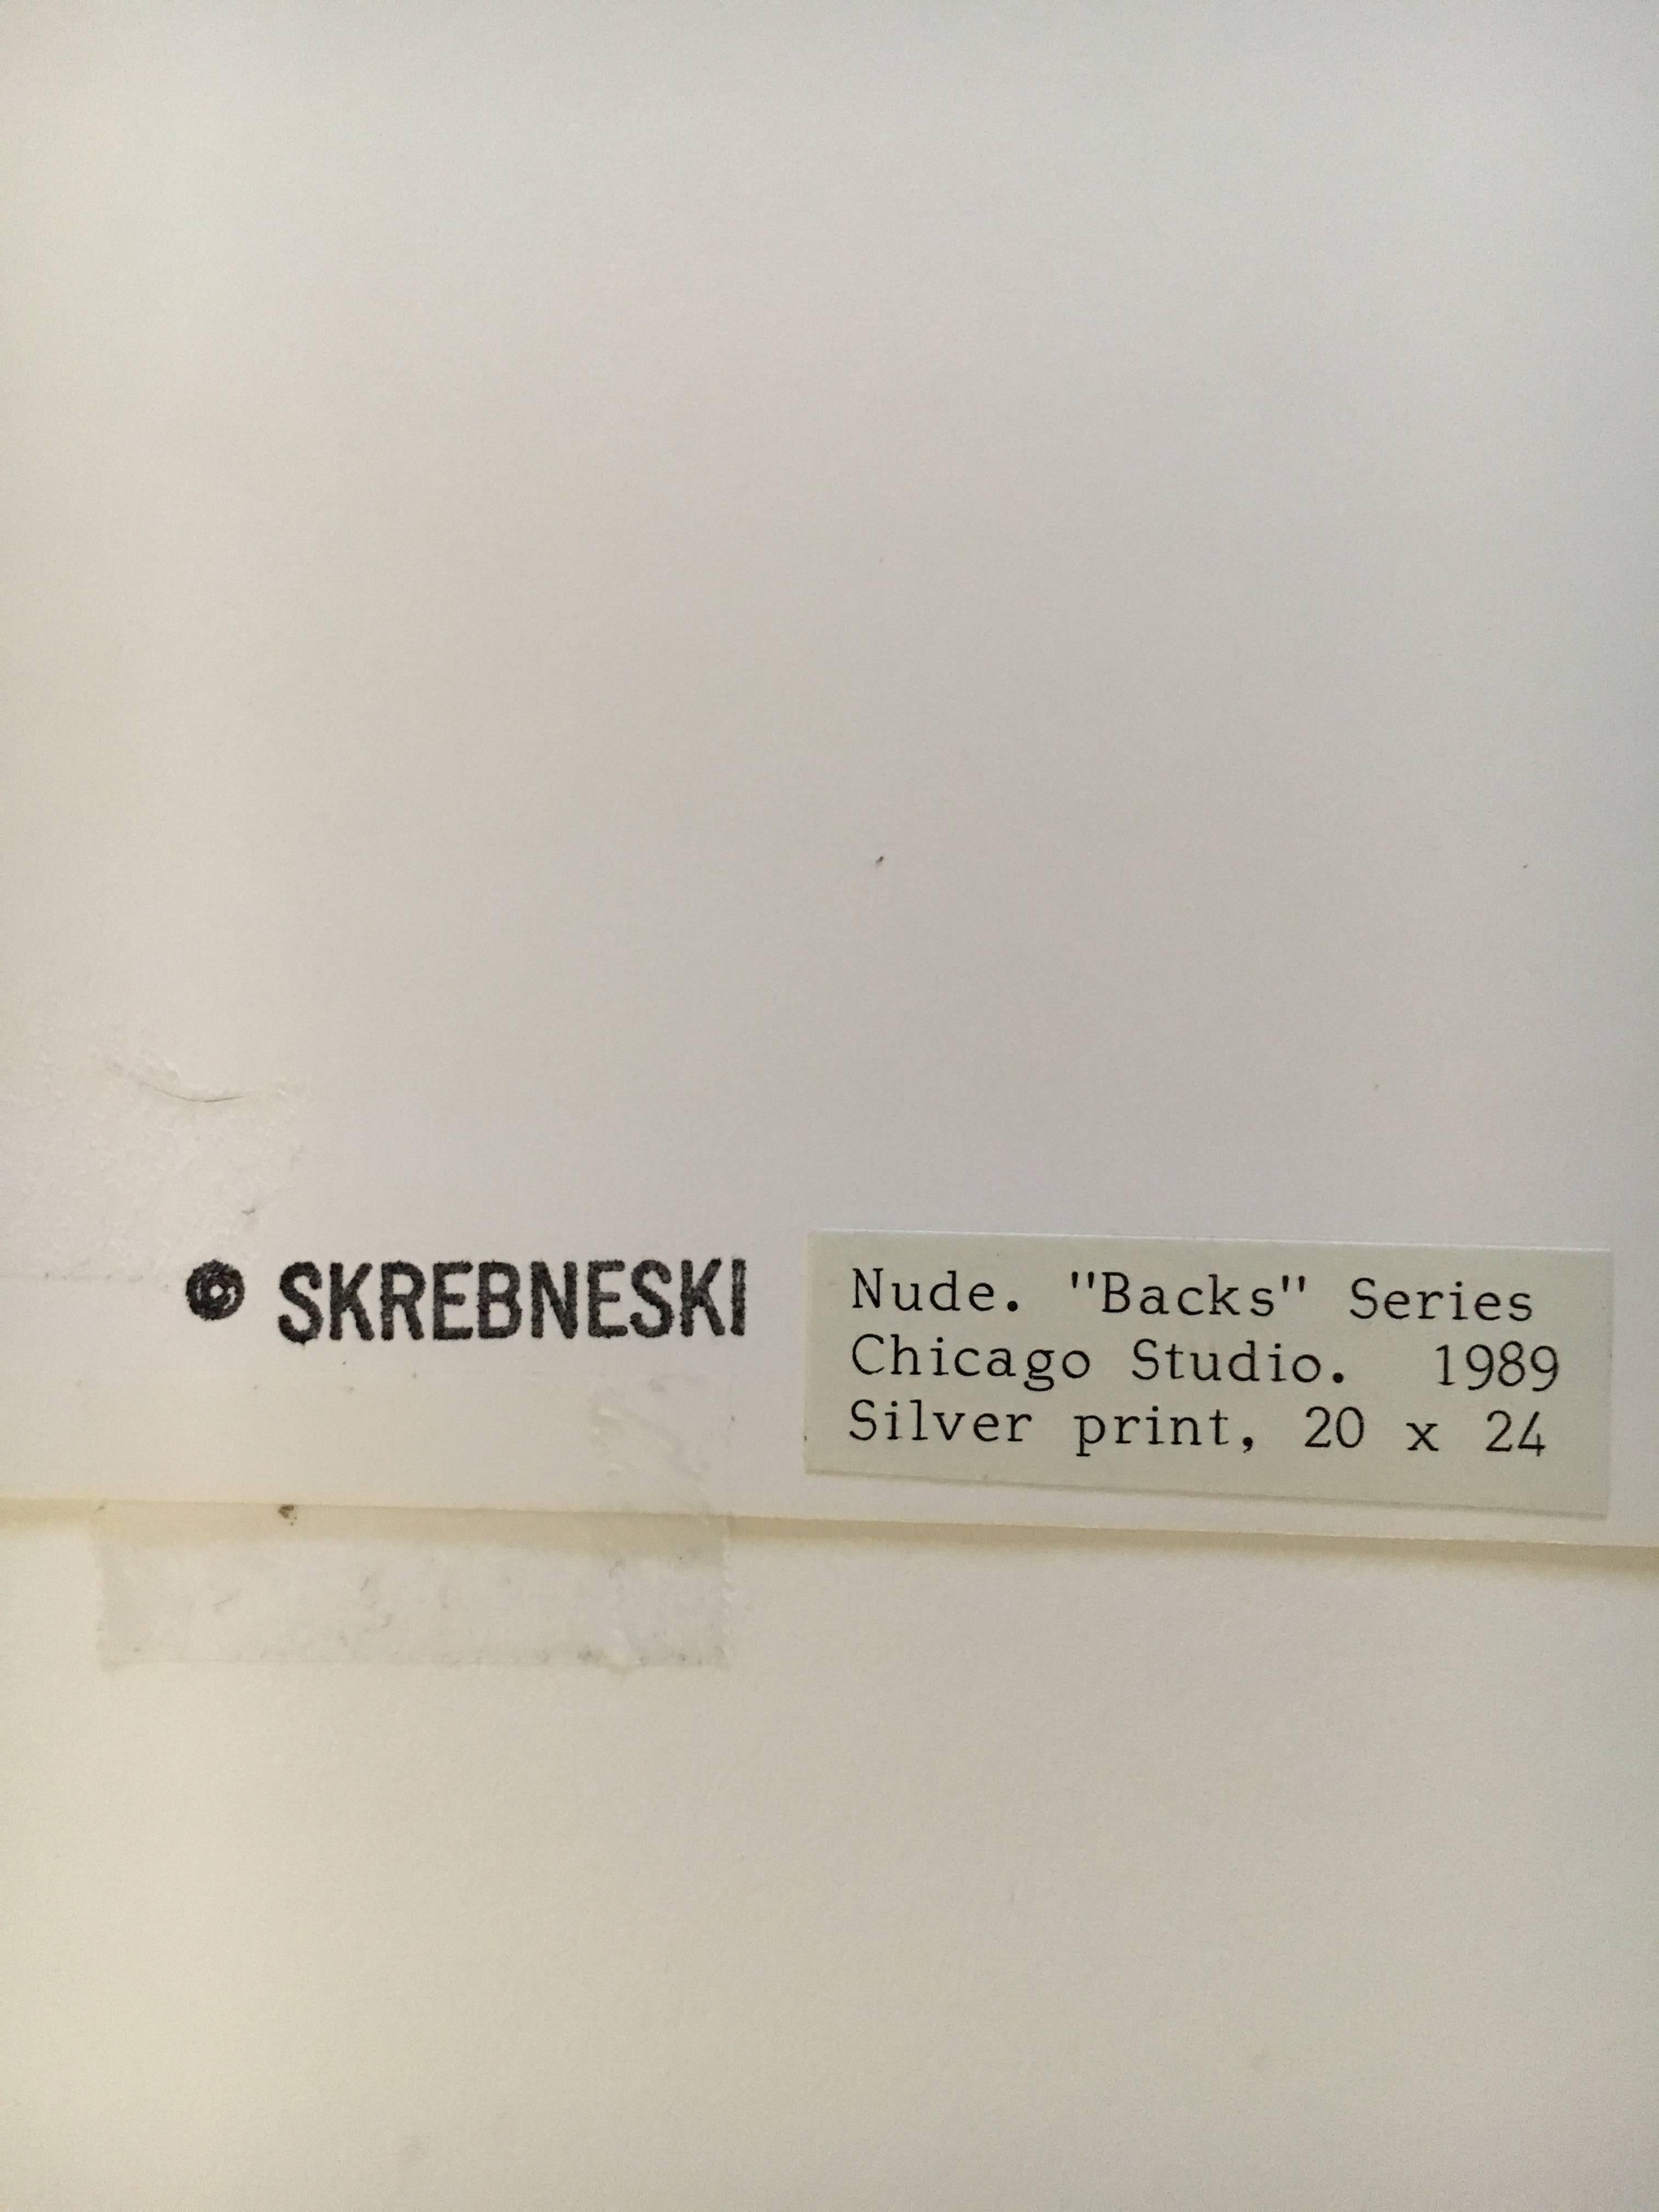 © SKREBNESKI
Nude. "Backs" Series
Chicago Studio. 1989
Silver print, 20 x 24